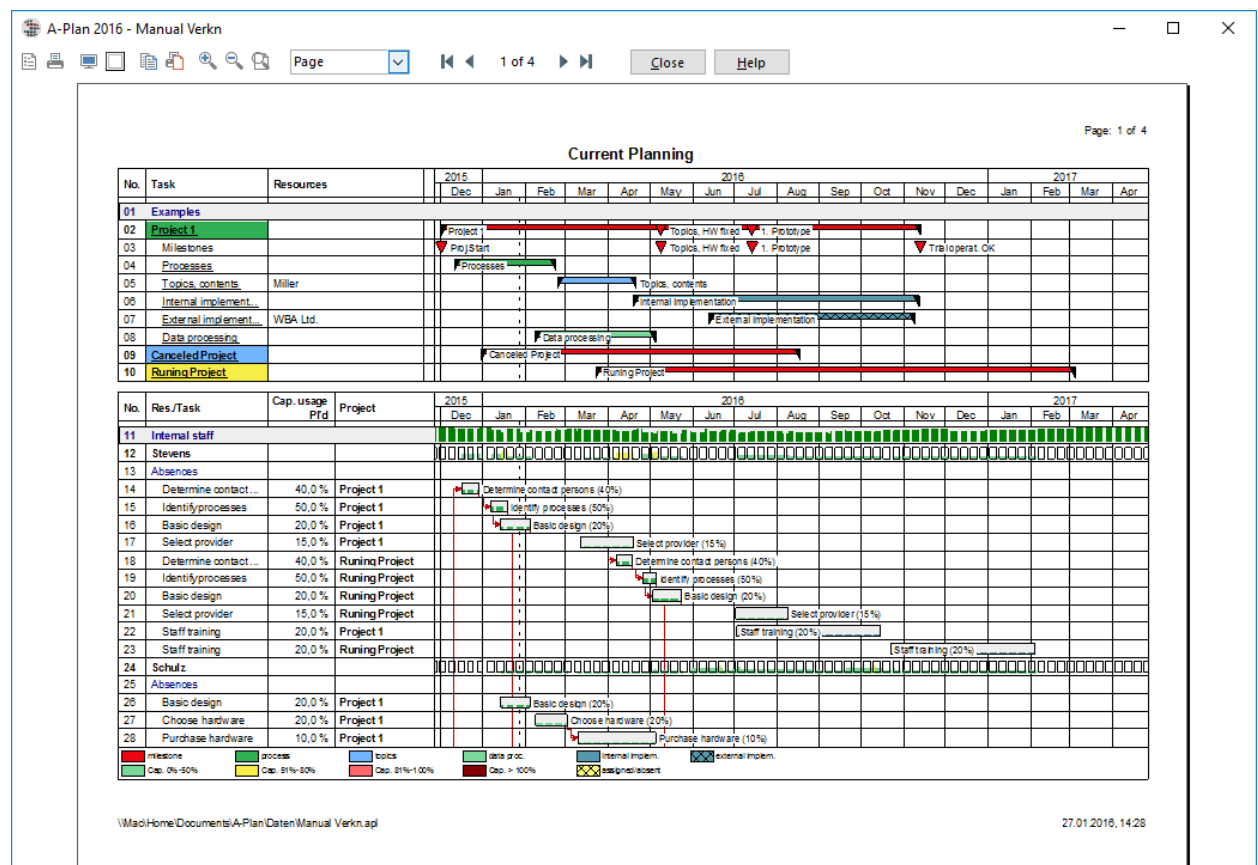 A-Plan 2016 - Manual Verkn
Page 1 of 4 Close Help
Page: 1 of 4
Current Planning
No. Task Resources 2015 2016 2017
Dec Jan Feb Mar Apr May Jun Jul Aug Sep Oct Nov Dec Jan Feb Mar Apr
01 Examples
02 Project 1 Project 1 Topics, HW fixed 1. Prototype
03 Milestones Proj.Start Topics, HW fixed 1. Prototype Trial operat. OK
04 Processes Processes
05 Topics, contents Miller Topics, contents
06 Internal implement... Internal implementation
07 External implement... WBA Ltd. External implementation
08 Data processing Data processing
09 Canceled Project Canceled Project
10 Runing Project Runing Project
No. Res./Task Cap. usage Pl'd Project 2015 2016 2017
Dec Jan Feb Mar Apr May Jun Jul Aug Sep Oct Nov Dec Jan Feb Mar Apr
11 Internal staff
12 Stevens
13 Absences
14 Determine contact ... 40,0 % Project 1 Determine contact persons (40%)
15 Identify processes 50,0 % Project 1 Identify processes (50%)
16 Basic design 20,0 % Project 1 Basic design (20%)
17 Select provider 15,0 % Project 1 Select provider (15%)
18 Determine contact ... 40,0 % Runing Project Determine contact persons (40%)
19 Identify processes 50,0 % Runing Project Identify processes (50%)
20 Basic design 20,0 % Runing Project Basic design (20%)
21 Select provider 15,0 % Runing Project Select provider (15%)
22 Staff training 20,0 % Project 1 Staff training (20%)
23 Staff training 20,0 % Runing Project Staff training (20%)
24 Schulz
25 Absences
26 Basic design 20,0 % Project 1 Basic design (20%)
27 Choose hardware 20,0 % Project 1 Choose hardware (20%)
28 Purchase hardware 10,0 % Project 1 Purchase hardware (10%)
milestone process topics data proc. internal implem. external implem.
Cap. 0%-50% Cap. 51%-80% Cap. 81%-100% Cap. > 100% assigned/absent
\\Mac\Home\Documents\A-Plan\Daten\Manual Verkn.apl 27.01.2016, 14:28